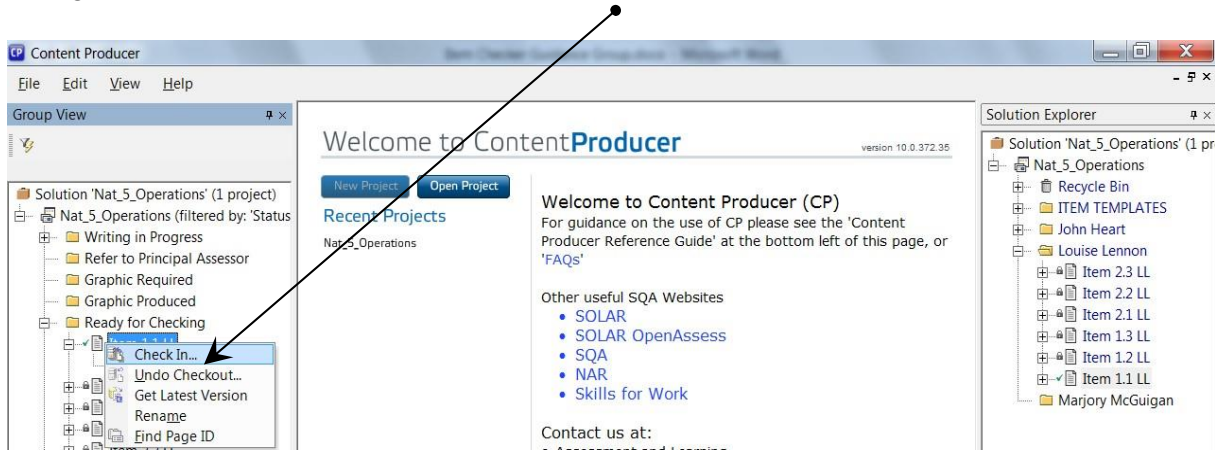 Content Producer
File Edit View Help
Group View
Solution 'Nat_5_Operations' (1 project)
Nat_5_Operations (filtered by: 'Status
Writing in Progress
Refer to Principal Assessor
Graphic Required
Graphic Produced
Ready for Checking
Item 1.1 LL
Check In...
Undo Checkout...
Get Latest Version
Rename
Find Page ID
Welcome to ContentProducer
version 10.0.372.35
New Project Open Project
Recent Projects
Nat_5_Operations
Welcome to Content Producer (CP)
For guidance on the use of CP please see the 'Content
Producer Reference Guide' at the bottom left of this page, or
'FAQs'
Other useful SQA Websites
• SOLAR
• SOLAR OpenAssess
• SQA
• NAR
• Skills for Work
Contact us at:
Solution Explorer
Solution 'Nat_5_Operations' (1 pr
Nat_5_Operations
Recycle Bin
ITEM TEMPLATES
John Heart
Louise Lennon
Item 2.3 LL
Item 2.2 LL
Item 2.1 LL
Item 1.3 LL
Item 1.2 LL
Item 1.1 LL
Marjory McGuigan